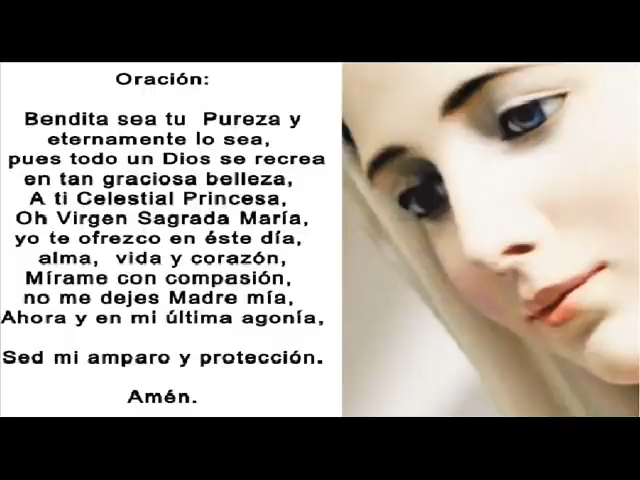 Oración:
Bendita sea tu Pureza y
eternamente lo sea,
pues todo un Dios se recrea
en tan graciosa belleza,
A ti Celestial Princesa,
Oh Virgen Sagrada María,
yo te ofrezco en éste día,
alma, vida y corazón,
Mírame con compasión,
no me dejes Madre mía,
Ahora y en mi última agonía,
Sed mi amparo y protección.
Amén.